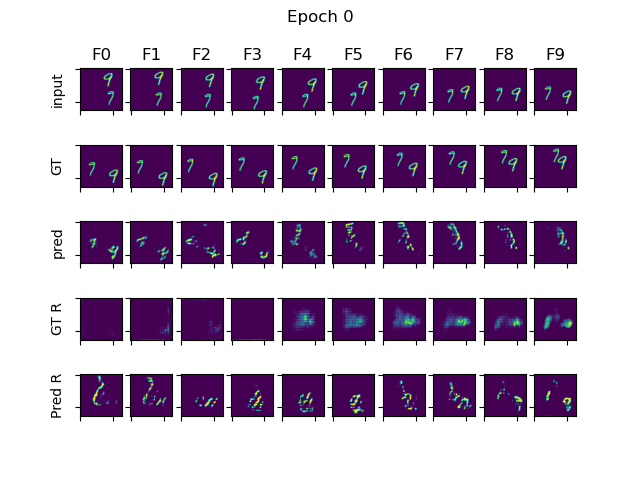 Epoch 0
F0 F1 F2 F3 F4 F5 F6 F7 F8 F9
input
GT
pred
GT R
Pred R